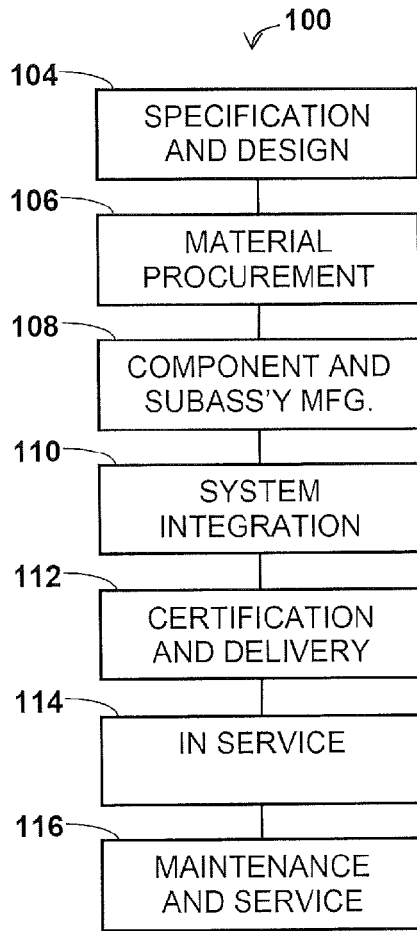 100
104
SPECIFICATION
AND DESIGN
106
MATERIAL
PROCUREMENT
108
COMPONENT AND
SUBASS'Y MFG.
110
SYSTEM
INTEGRATION
112
CERTIFICATION
AND DELIVERY
114
IN SERVICE
116
MAINTENANCE
AND SERVICE